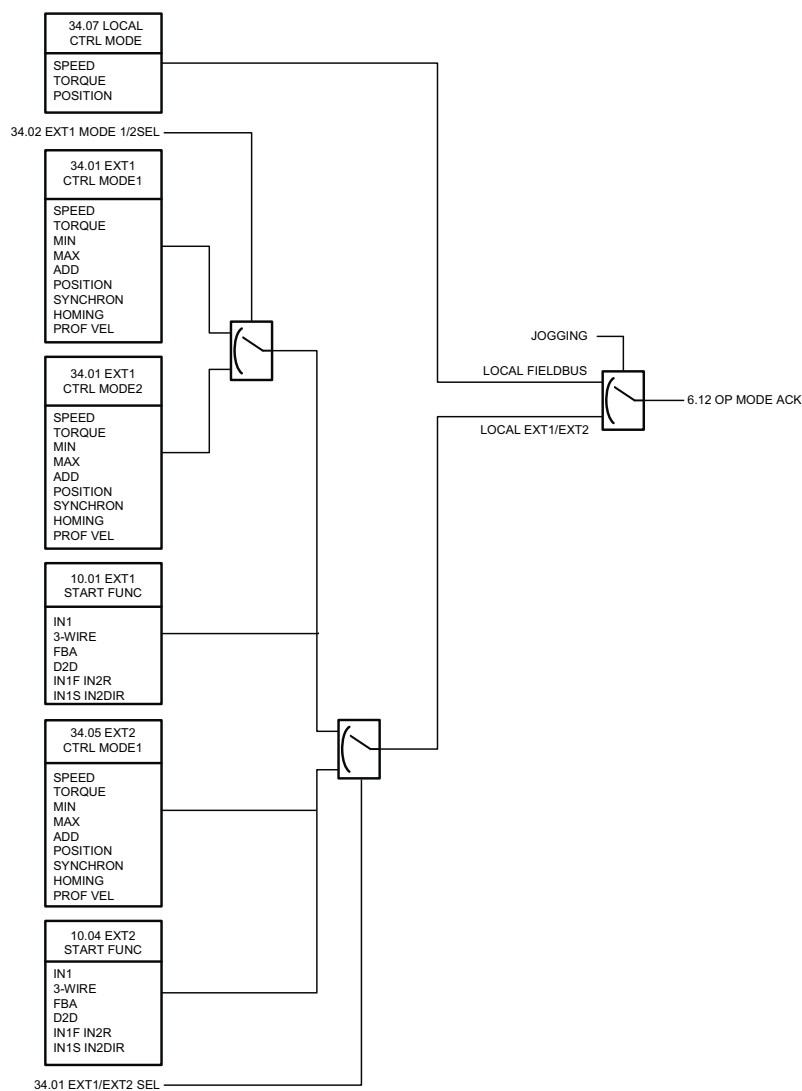 34.07 LOCAL
CTRL MODE
SPEED
TORQUE
POSITION
34.02 EXT1 MODE 1/2SEL
34.01 EXT1
CTRL MODE1
SPEED
TORQUE
MIN
MAX
ADD
POSITION
SYNCHRON
HOMING
PROF VEL
34.01 EXT1
CTRL MODE2
SPEED
TORQUE
MIN
MAX
ADD
POSITION
SYNCHRON
HOMING
PROF VEL
JOGGING
LOCAL FIELDBUS
LOCAL EXT1/EXT2
6.12 OP MODE ACK
10.01 EXT1
START FUNC
IN1
3-WIRE
FBA
D2D
IN1F IN2R
IN1S IN2DIR
34.05 EXT2
CTRL MODE1
SPEED
TORQUE
MIN
MAX
ADD
POSITION
SYNCHRON
HOMING
PROF VEL
10.04 EXT2
START FUNC
IN1
3-WIRE
FBA
D2D
IN1F IN2R
IN1S IN2DIR
34.01 EXT1/EXT2 SEL